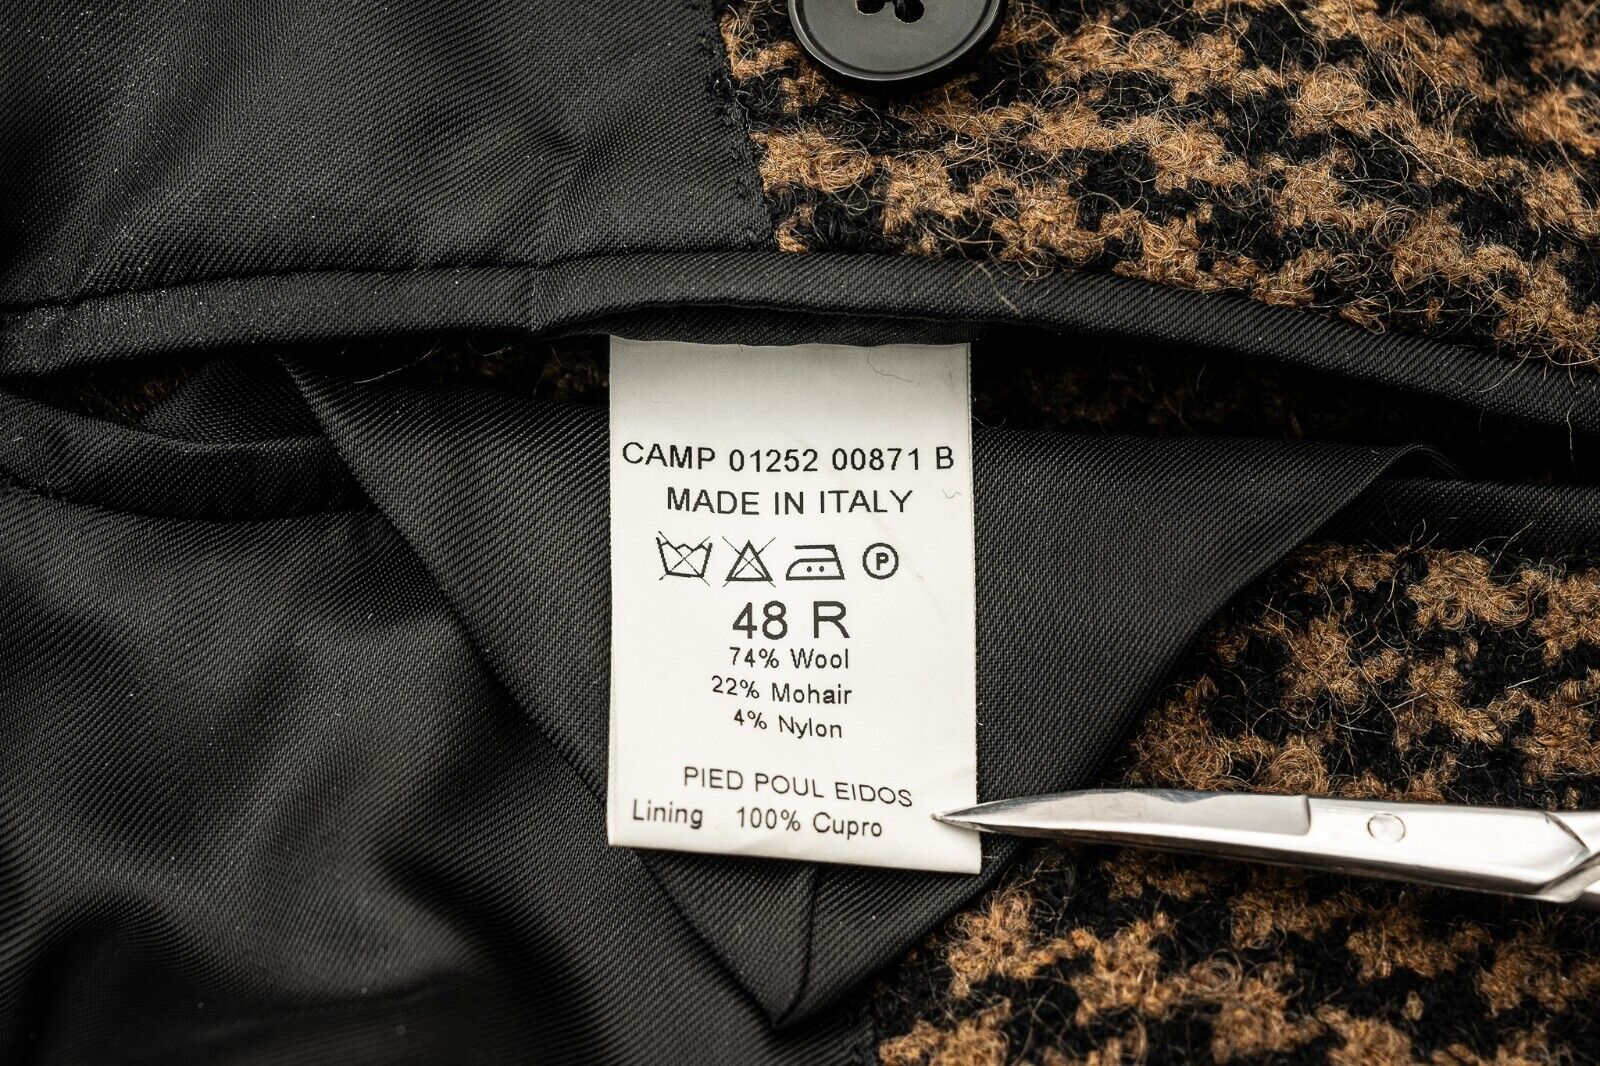 CAMP 01252 00871 B
MADE IN ITALY
P
48 R
74% Wool
22% Mohair
4% Nylon
PIED POUL EIDOS
Lining 100% Cupro